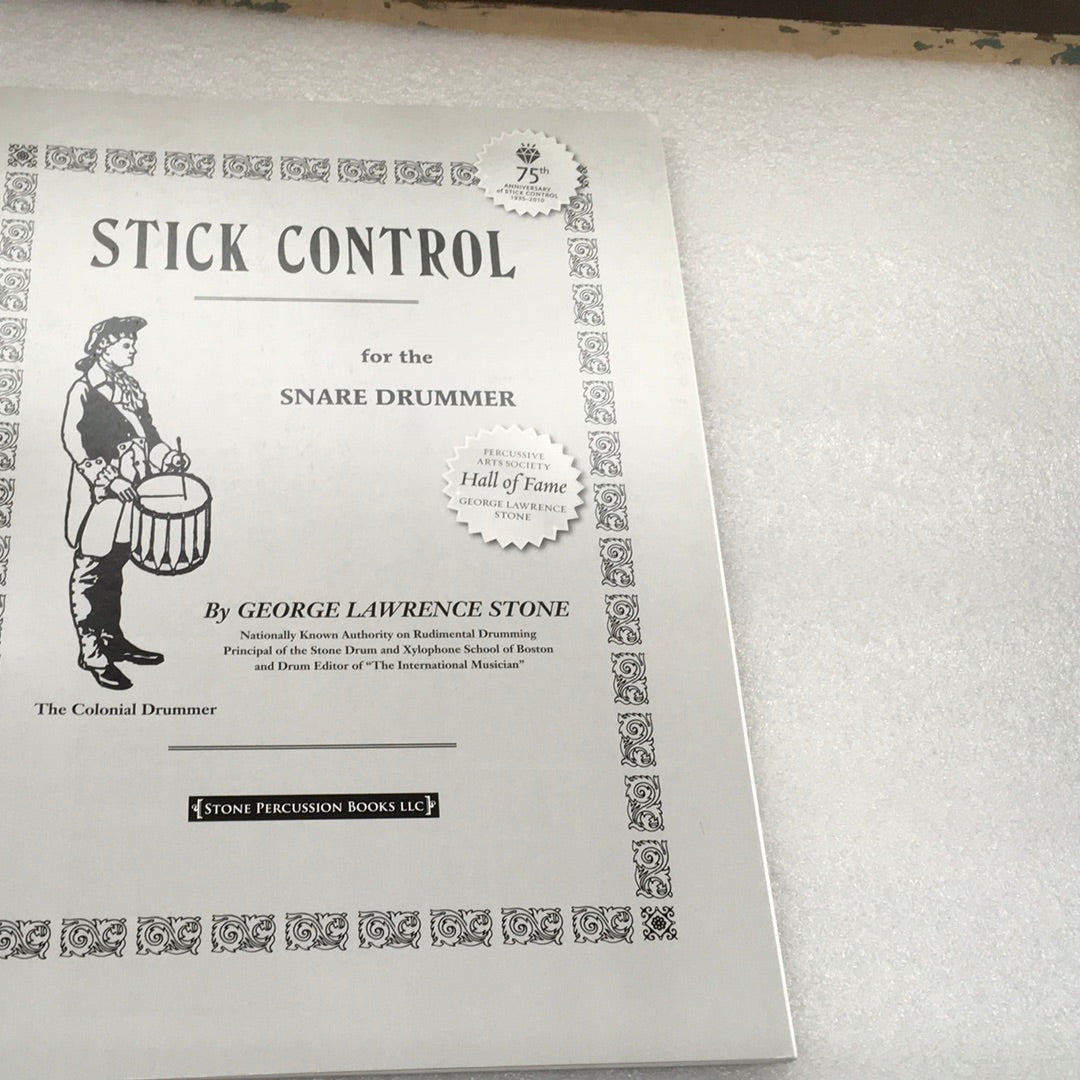 75th
ANNIVERSARY
of STICK CONTROL
1935-2010
STICK CONTROL
for the
SNARE DRUMMER
PERCUSSIVE
ARTS SOCIETY
Hall of Fame
GEORGE LAWRENCE
STONE
By GEORGE LAWRENCE STONE
Nationally Known Authority on Rudimental Drumming
Principal of the Stone Drum and Xylophone School of Boston
and Drum Editor of “The International Musician”
The Colonial Drummer
STONE PERCUSSION BOOKS LLC